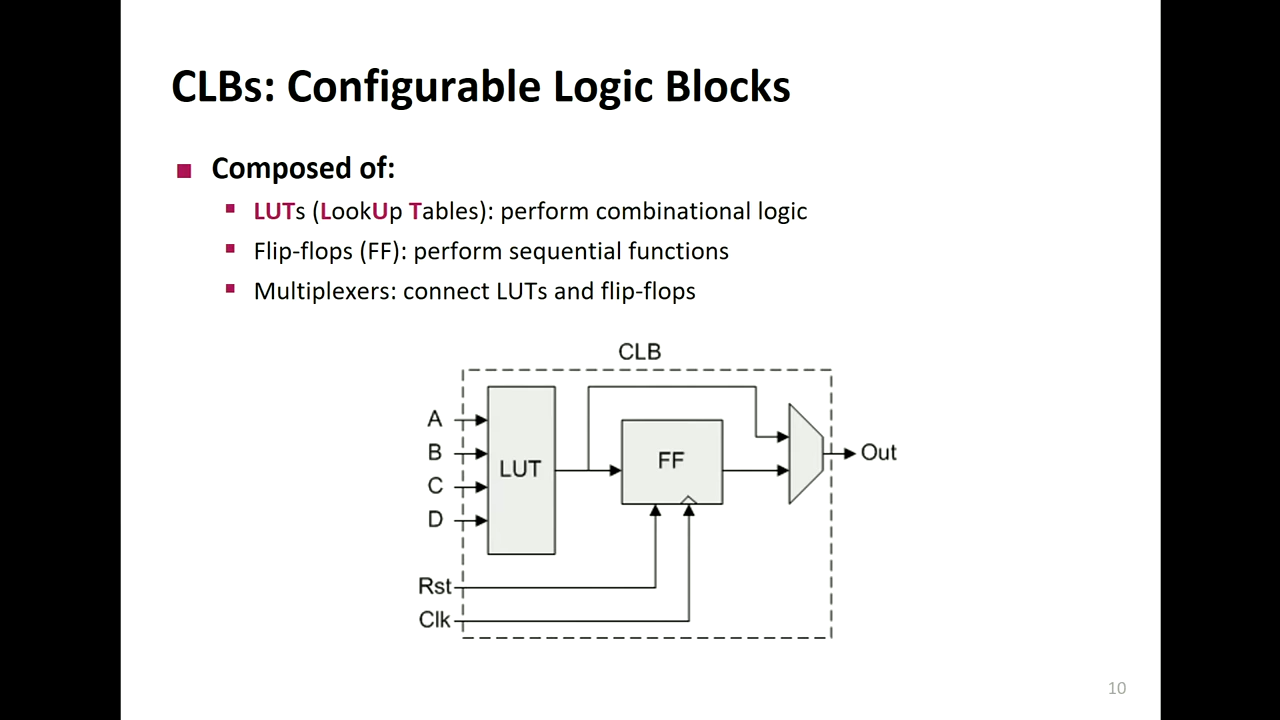 CLBs: Configurable Logic Blocks
Composed of:
LUTs (LookUp Tables): perform combinational logic
Flip-flops (FF): perform sequential functions
Multiplexers: connect LUTs and flip-flops
CLB
A
B
C
D
LUT
FF
Out
Rst
Clk
10